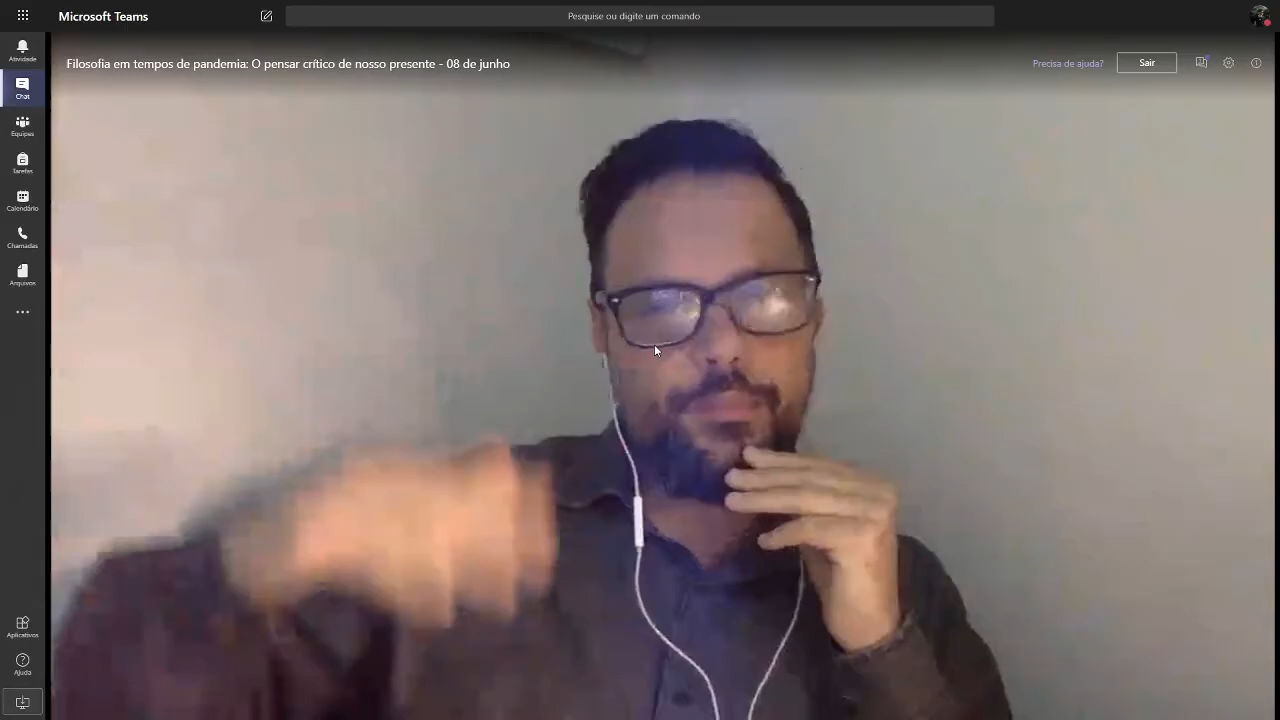 Microsoft Teams
Pesquise ou digite um comando
Atividade
Chat
Equipes
Tarefas
Calendário
Chamadas
Arquivos
Aplicativos
Ajuda
Filosofia em tempos de pandemia: O pensar crítico de nosso presente - 08 de junho
Precisa de ajuda?
Sair